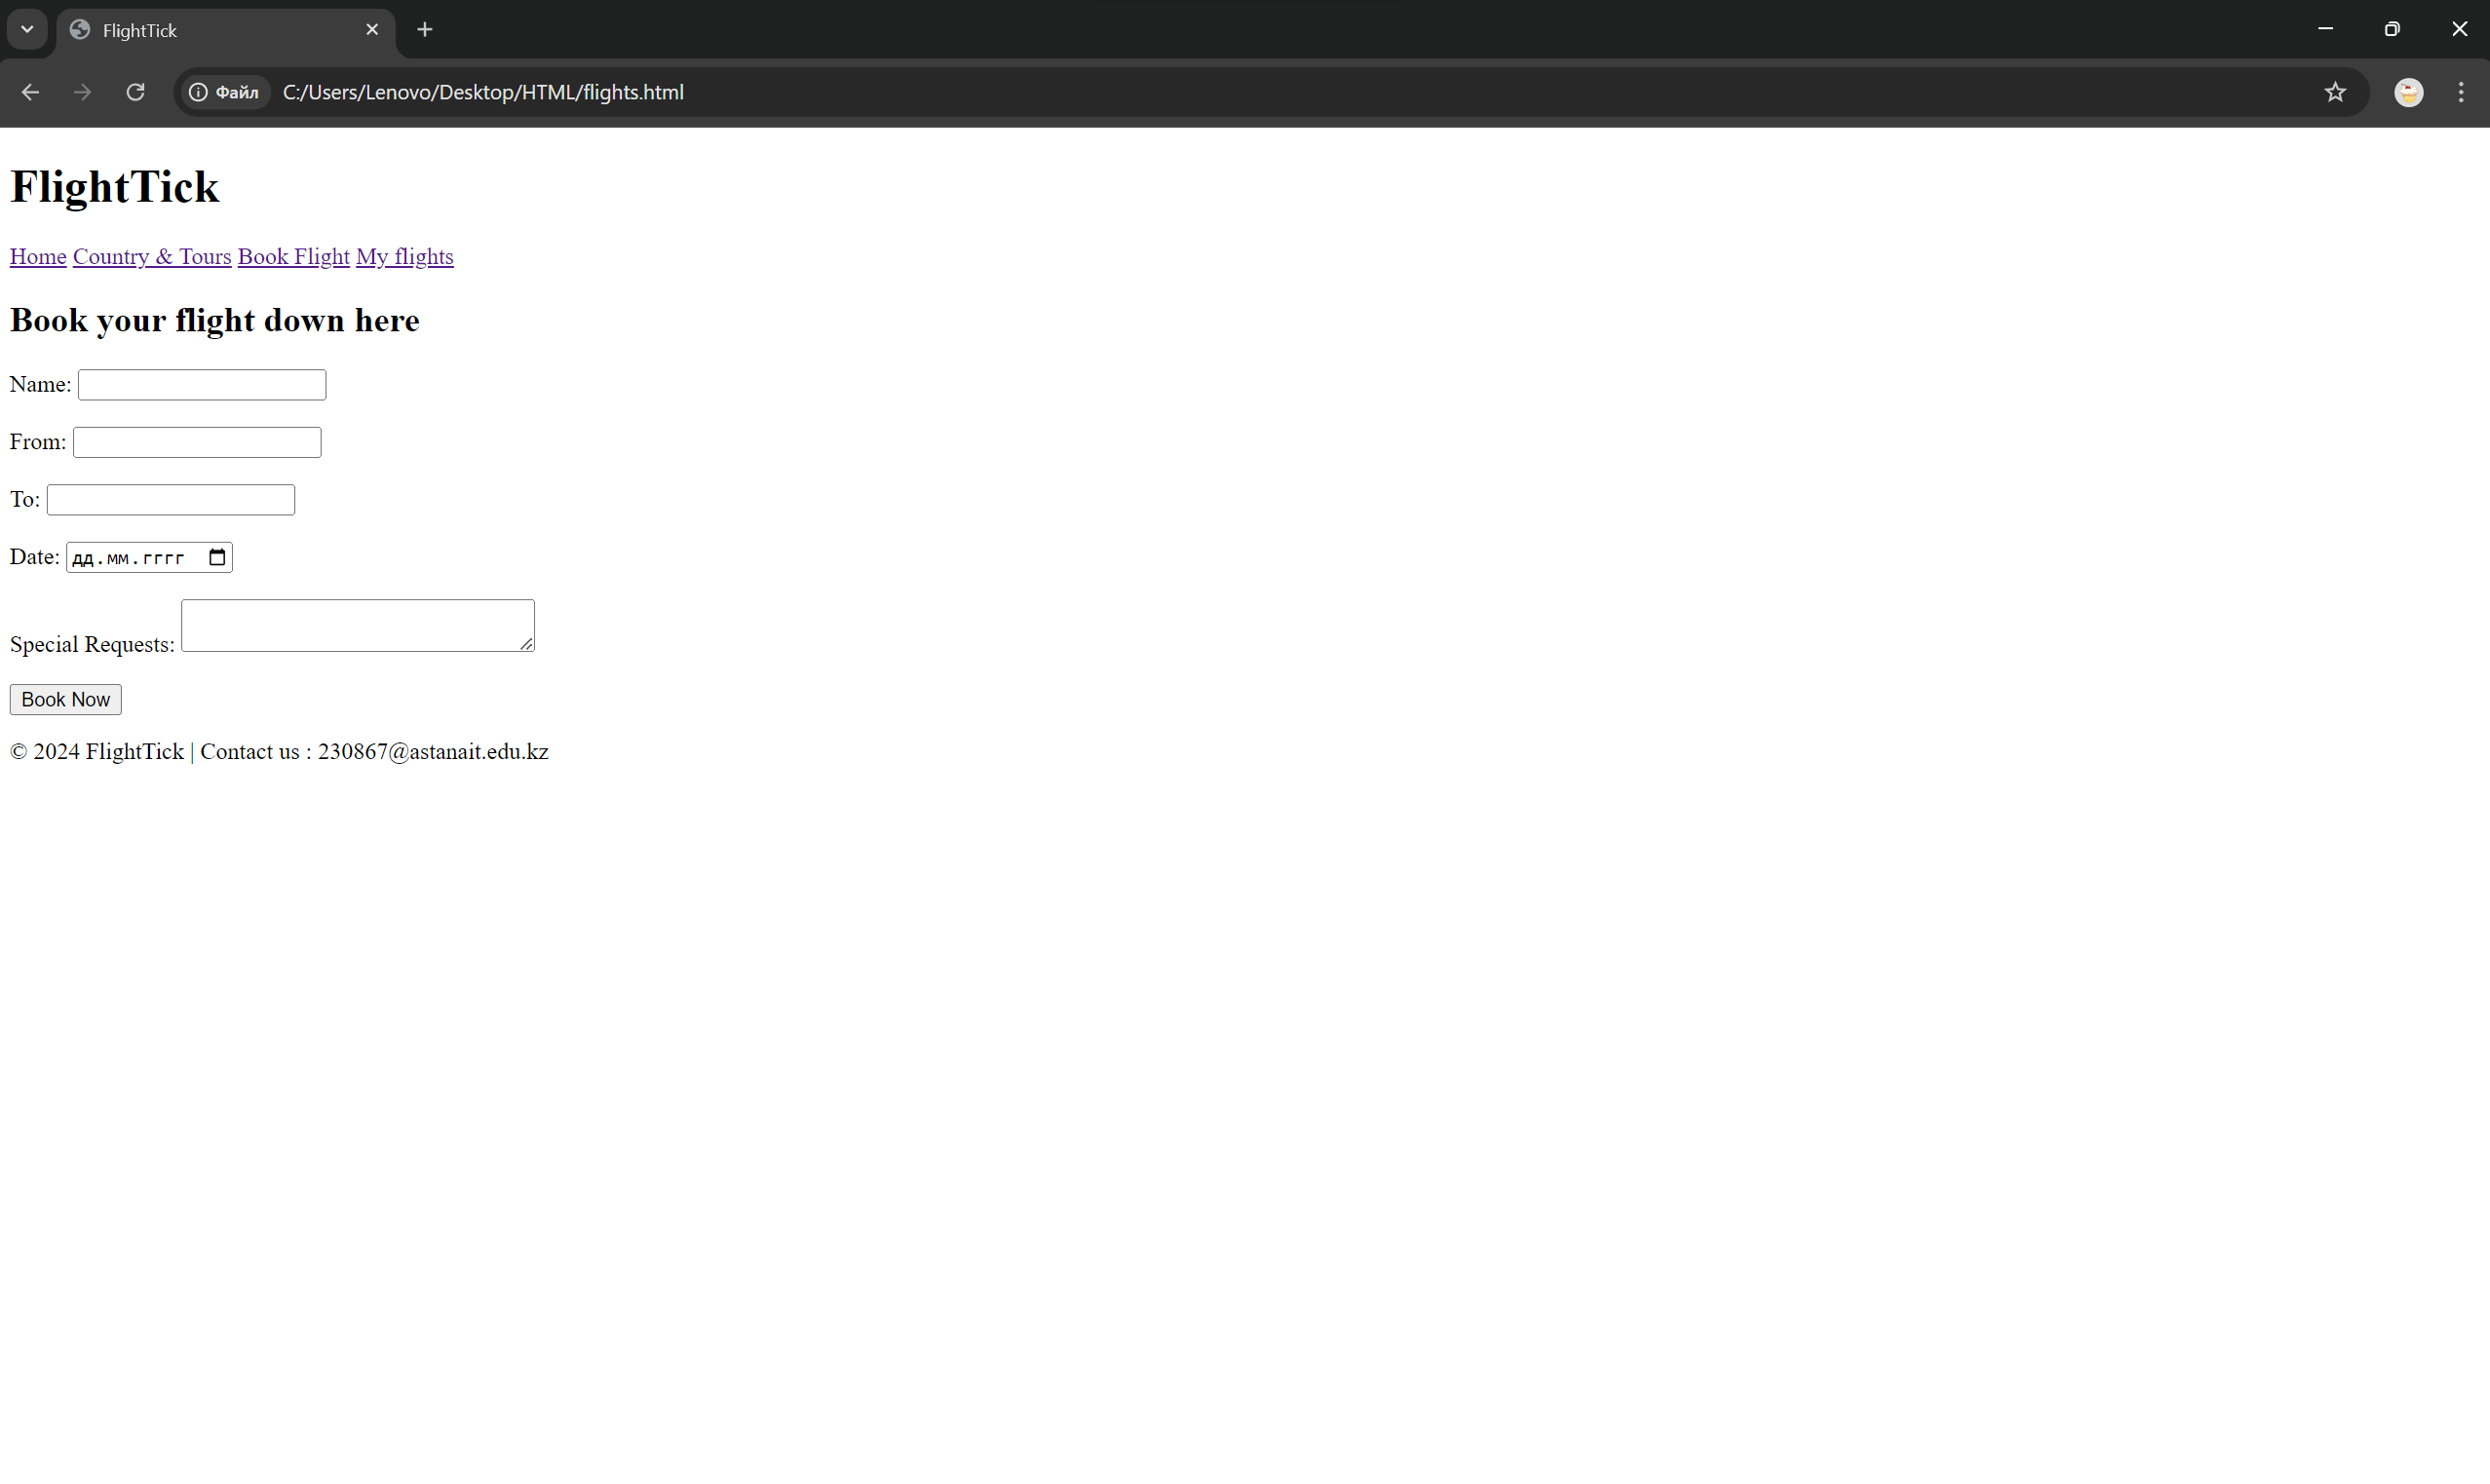 FlightTick
Файл C:/Users/Lenovo/Desktop/HTML/flights.html
FlightTick
Home Country & Tours Book Flight My flights
Book your flight down here
Name:
From:
To:
Date: дд.мм.гггг
Special Requests:
Book Now
© 2024 FlightTick | Contact us : 230867@astanait.edu.kz